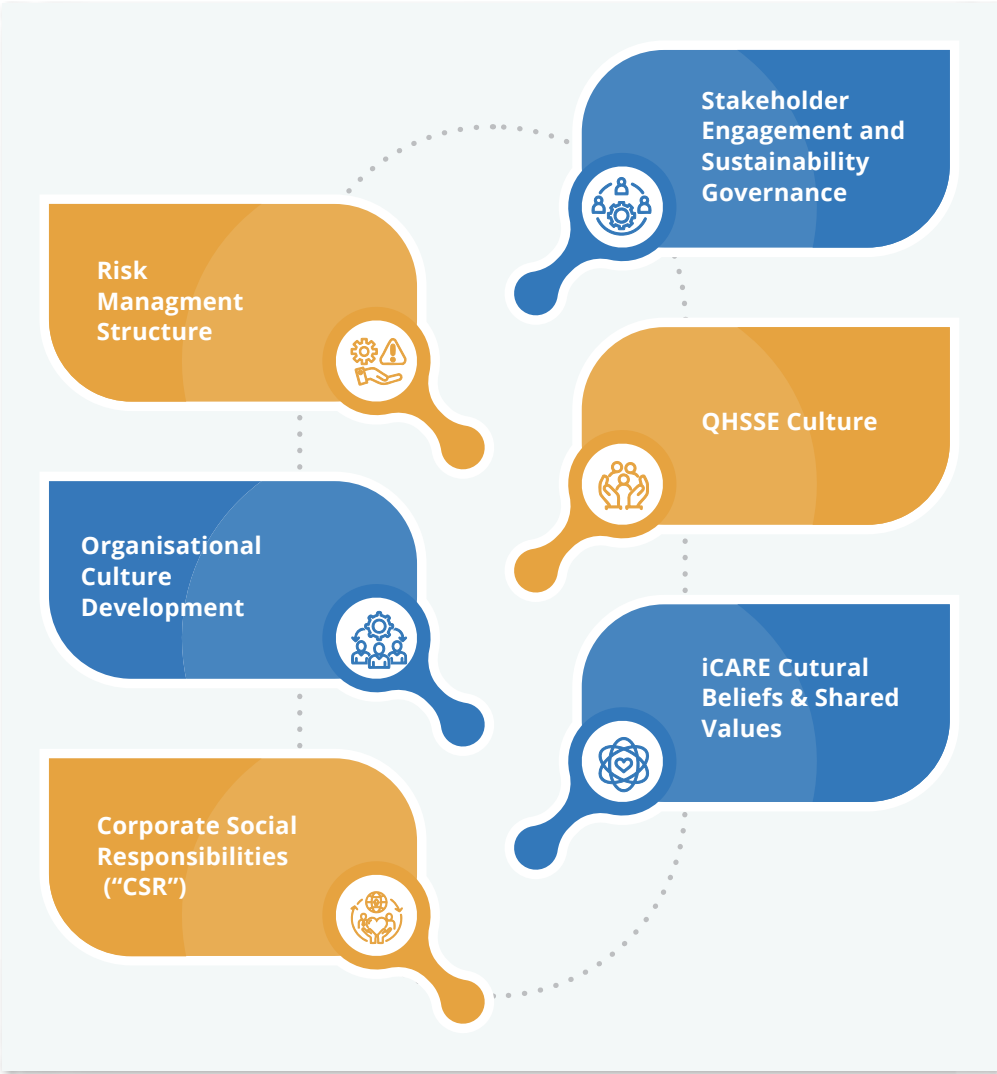 Stakeholder
Engagement and
Sustainability
Governance
Risk
Managment
Structure
QHSSE Culture
Organisational
Culture
Development
iCARE Cutural
Beliefs & Shared
Values
Corporate Social
Responsibilities
(“CSR”)